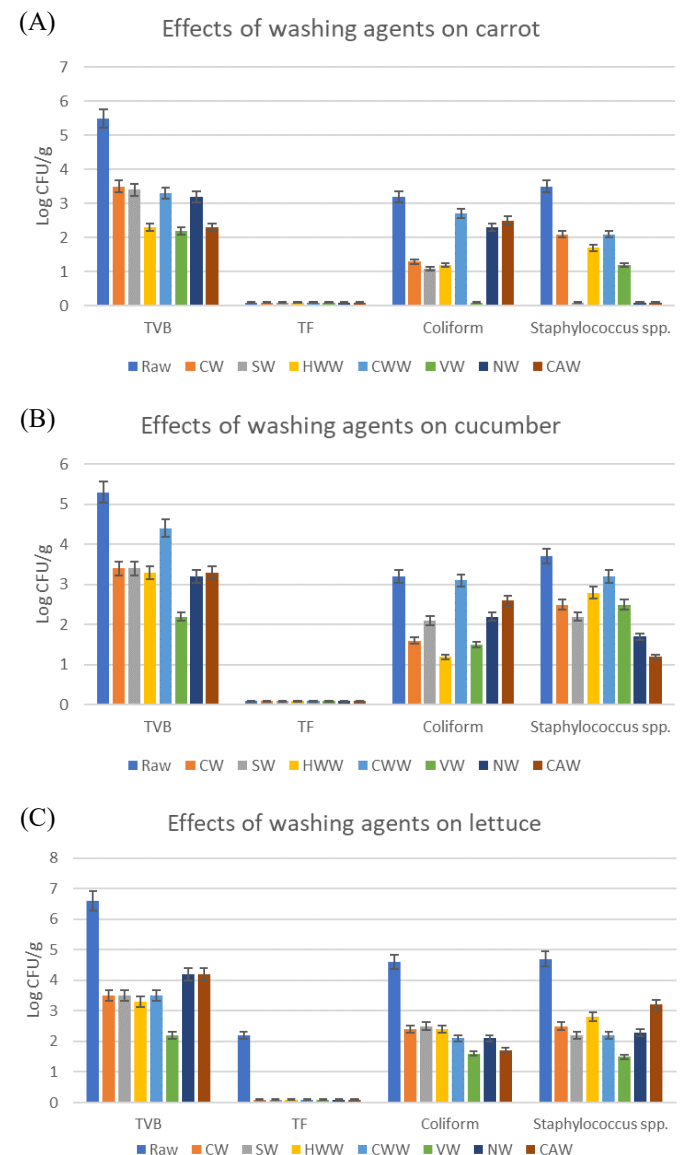 (A)
Effects of washing agents on carrot
7
6
5
4
3
2
1
0
Log CFU/g
TVB TF Coliform Staphylococcus spp.
Raw CW SW HWW CWW VW NW CAW
(B)
Effects of washing agents on cucumber
6
5
4
3
2
1
0
Log CFU/g
TVB TF Coliform Staphylococcus spp.
Raw CW SW HWW CWW VW NW CAW
(C)
Effects of washing agents on lettuce
8
7
6
5
4
3
2
1
0
Log CFU/g
TVB TF Coliform Staphylococcus spp.
Raw CW SW HWW CWW VW NW CAW